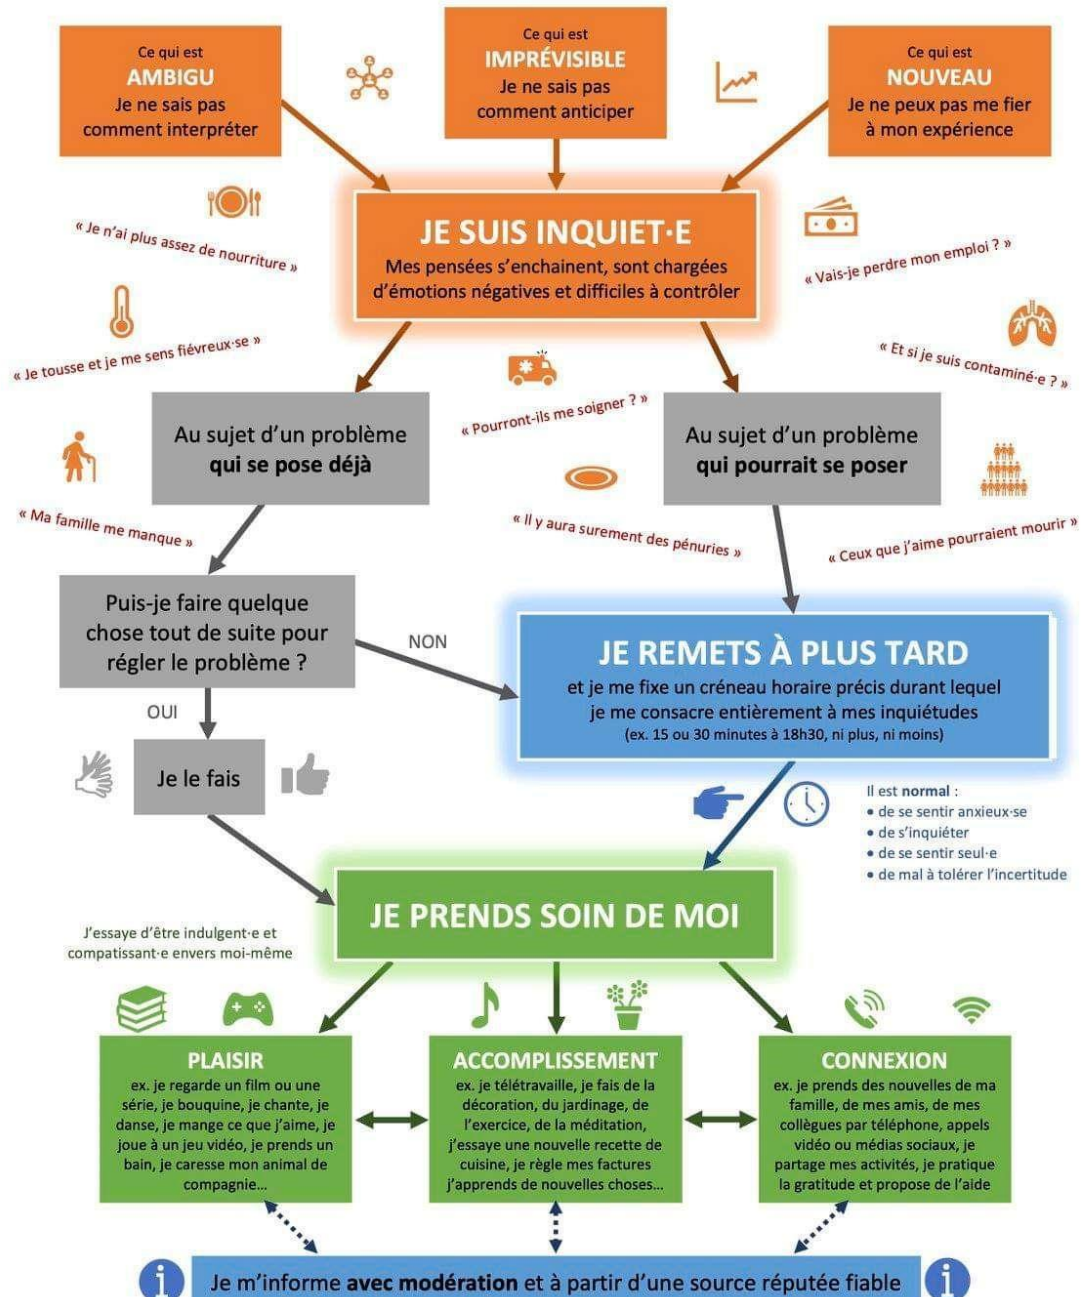 Ce qui est
AMBIGU
Je ne sais pas
comment interpréter
Ce qui est
IMPRÉVISIBLE
Je ne sais pas
comment anticiper
Ce qui est
NOUVEAU
Je ne peux pas me fier
à mon expérience
JE SUIS INQUIET·E
Mes pensées s'enchainent, sont chargées
d'émotions négatives et difficiles à contrôler
« Je n'ai plus assez de nourriture »
« Vais-je perdre mon emploi ? »
« Je tousse et je me sens fiévreux·se »
« Et si je suis contaminé·e ? »
« Pourront-ils me soigner ? »
Au sujet d'un problème
qui se pose déjà
Au sujet d'un problème
qui pourrait se poser
« Ma famille me manque »
« Il y aura surement des pénuries »
« Ceux que j'aime pourraient mourir »
Puis-je faire quelque
chose tout de suite pour
régler le problème ?
NON
OUI
Je le fais
JE REMETS À PLUS TARD
et je me fixe un créneau horaire précis durant lequel
je me consacre entièrement à mes inquiétudes
(ex. 15 ou 30 minutes à 18h30, ni plus, ni moins)
Il est normal :
• de se sentir anxieux·se
• de s'inquiéter
• de se sentir seul·e
• de mal à tolérer l'incertitude
JE PRENDS SOIN DE MOI
J'essaye d'être indulgent·e et
compatissant·e envers moi-même
PLAISIR
ex. je regarde un film ou une
série, je bouquine, je chante, je
danse, je mange ce que j'aime, je
joue à un jeu vidéo, je prends un
bain, je caresse mon animal de
compagnie...
ACCOMPLISSEMENT
ex. je télétravaille, je fais de la
décoration, du jardinage, de
l'exercice, de la méditation,
j'essaye une nouvelle recette de
cuisine, je règle mes factures
j'apprends de nouvelles choses...
CONNEXION
ex. je prends des nouvelles de ma
famille, de mes amis, de mes
collègues par téléphone, appels
vidéo ou médias sociaux, je
partage mes activités, je pratique
la gratitude et propose de l'aide
Je m'informe avec modération et à partir d'une source réputée fiable